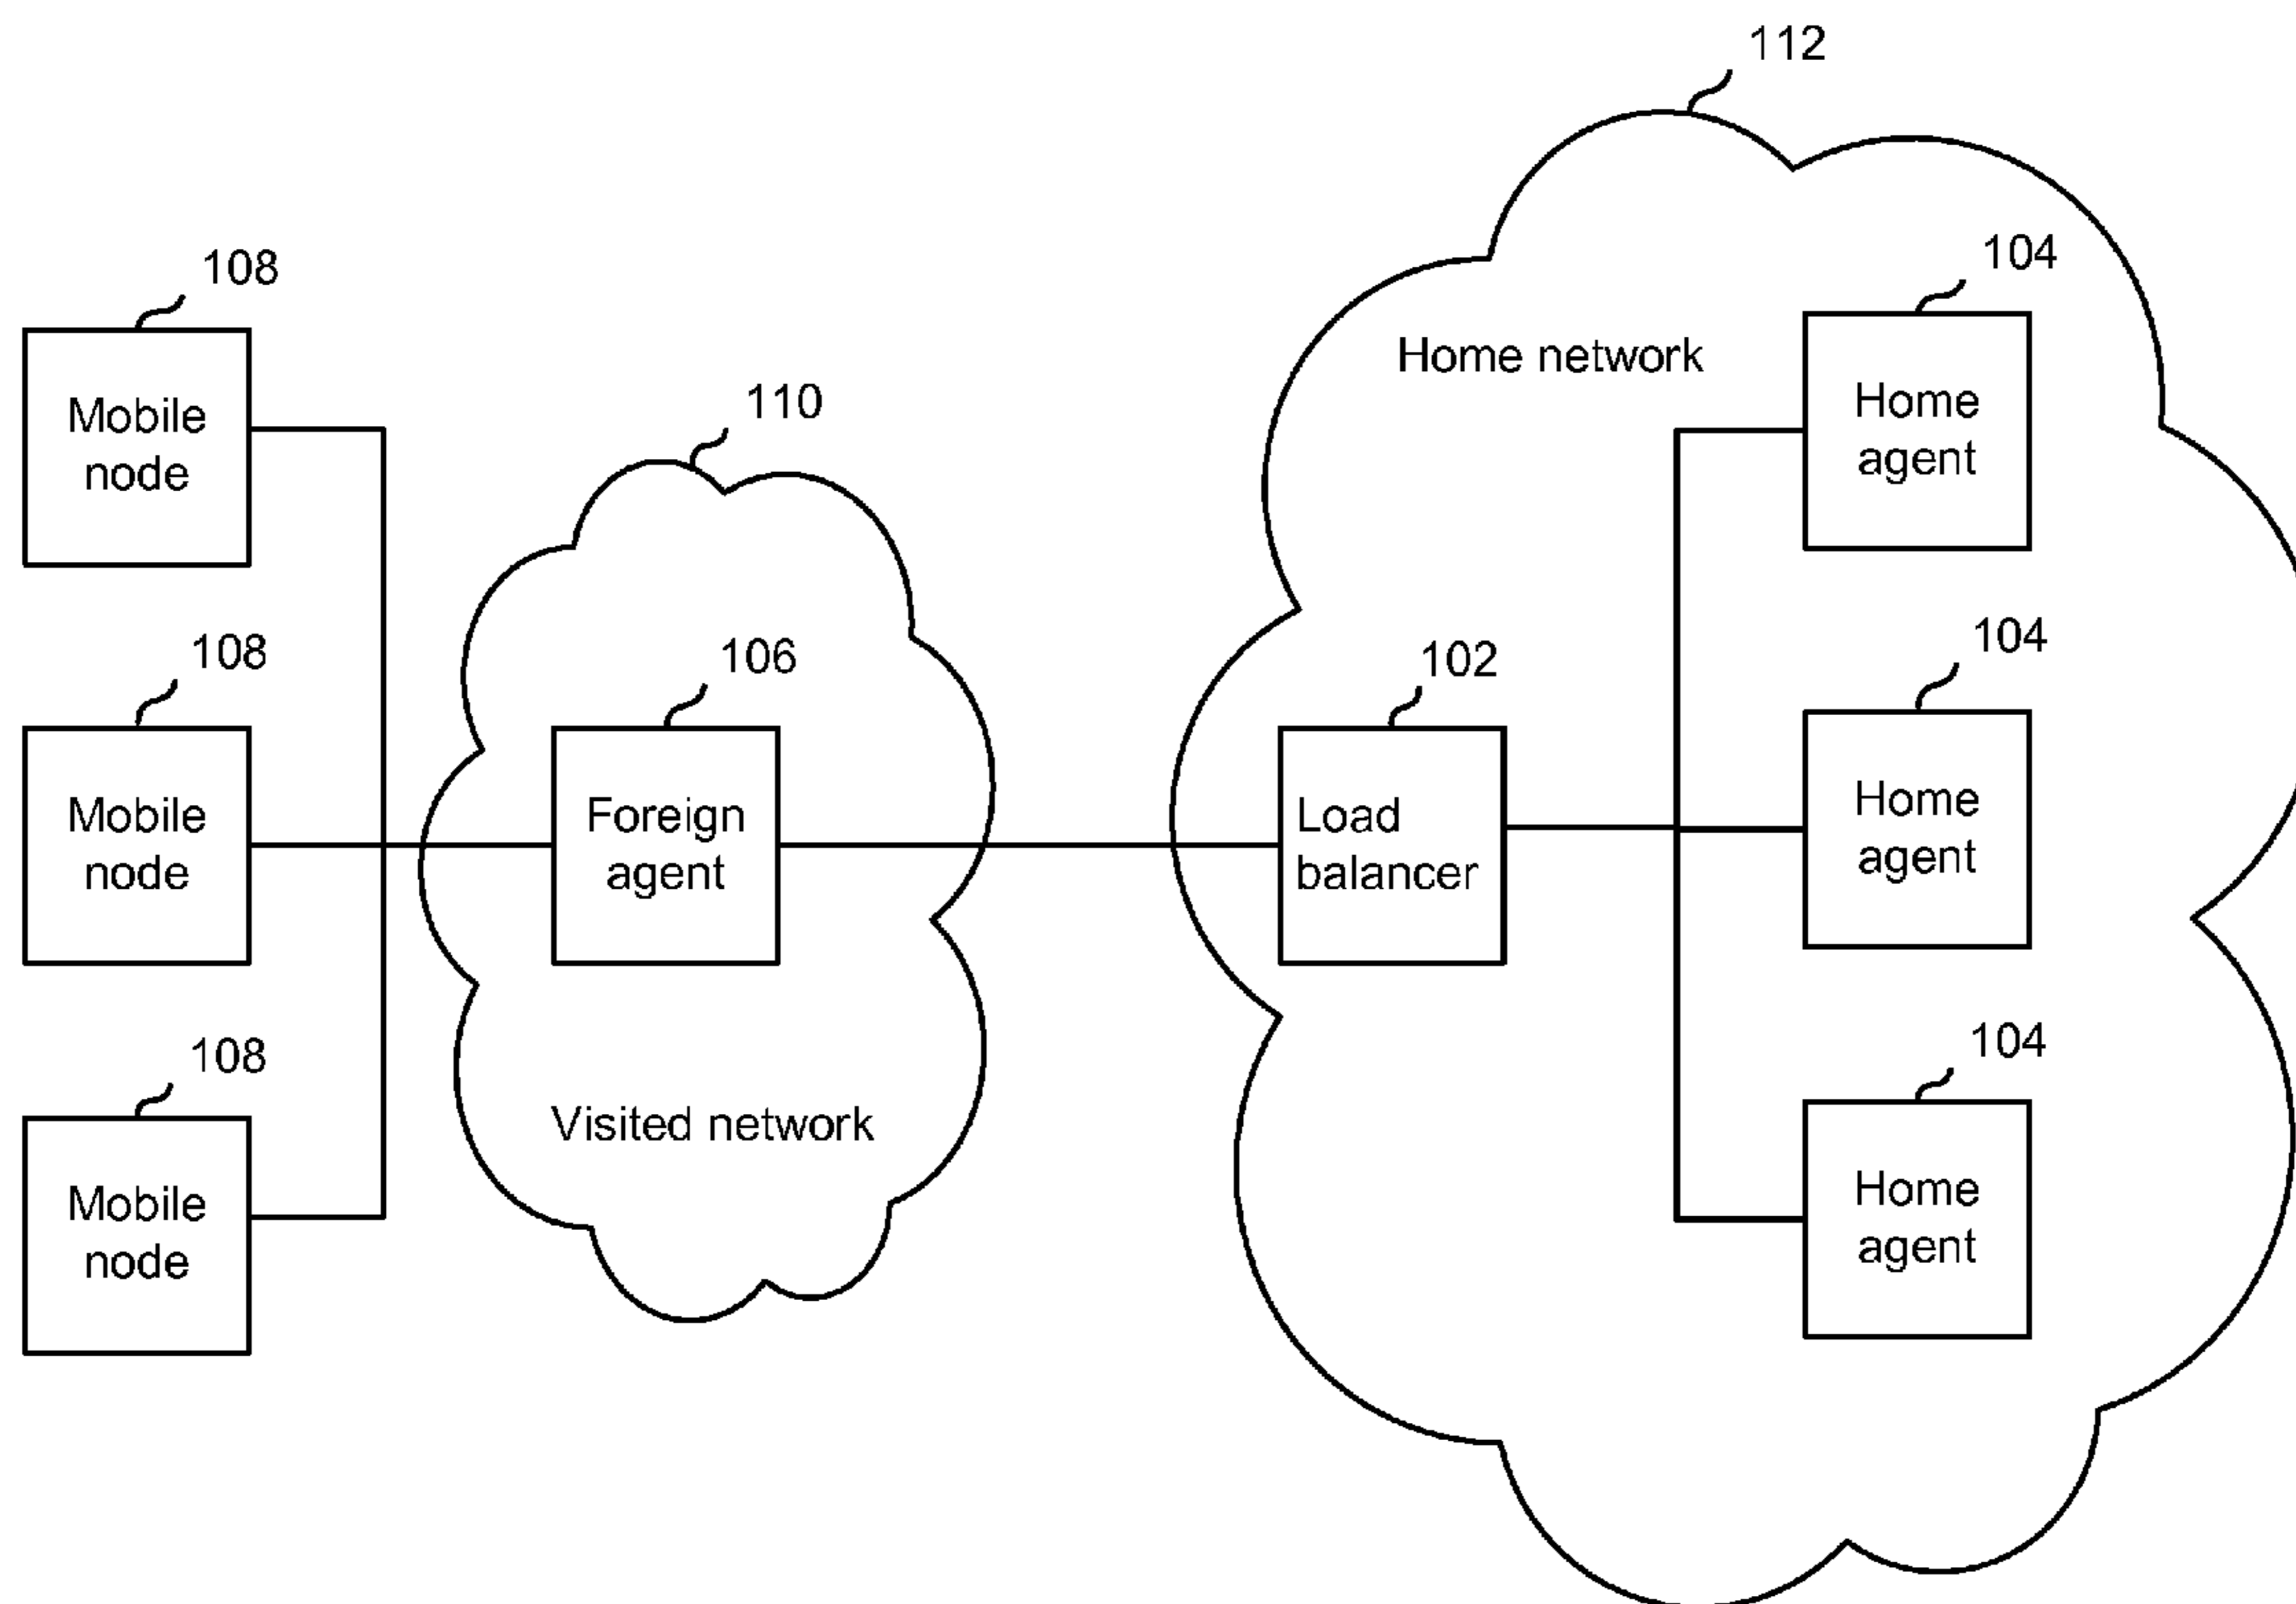 112
108
104
Home network
Mobile
node
110
Home
agent
108
106
102
104
Mobile
node
Foreign
agent
Load
balancer
Home
agent
108
104
Visited network
Mobile
node
Home
agent